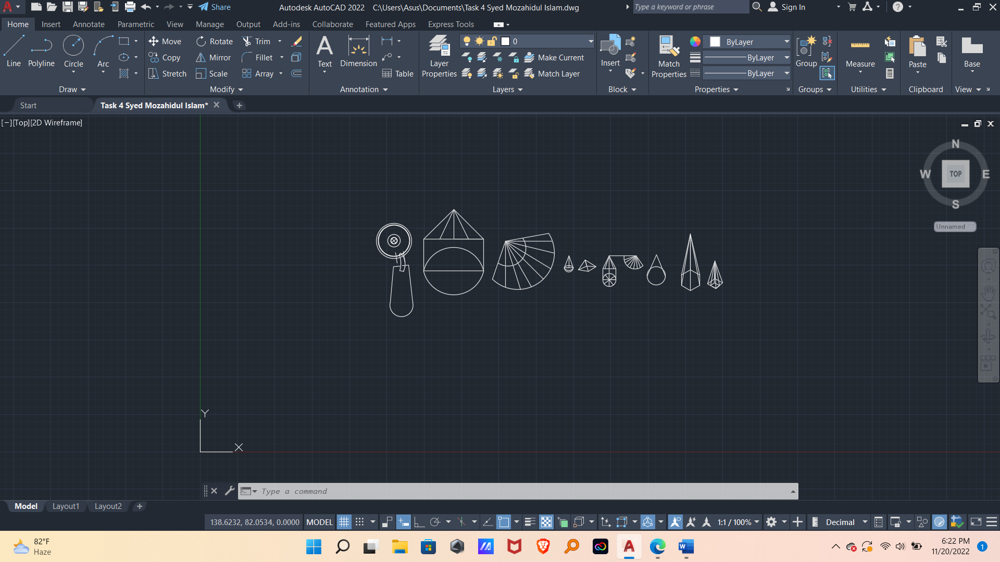 Share
Autodesk AutoCAD 2022 C:\Users\Asus\Documents\Task 4 Syed Mozahidul Islam.dwg
Type a keyword or phrase
Sign In
Home Insert Annotate Parametric View Manage Output Add-ins Collaborate Featured Apps Express Tools
Line Polyline Circle Arc
Move Rotate Trim
Copy Mirror Fillet
Stretch Scale Array
Text Dimension Table
Layer Properties
0
Make Current
Match Layer
Insert
Match Properties
ByLayer
ByLayer
ByLayer
Group
Measure
Paste
Base
Draw Modify Annotation Layers Block Properties Groups Utilities Clipboard View
Start Task 4 Syed Mozahidul Islam*
[−][Top][2D Wireframe]
N
W TOP E
S
Unnamed
Y
X
Type a command
Model Layout1 Layout2
138.6232, 82.0534, 0.0000 MODEL 1:1 / 100% Decimal
82°F
Haze
6:22 PM
11/20/2022
1